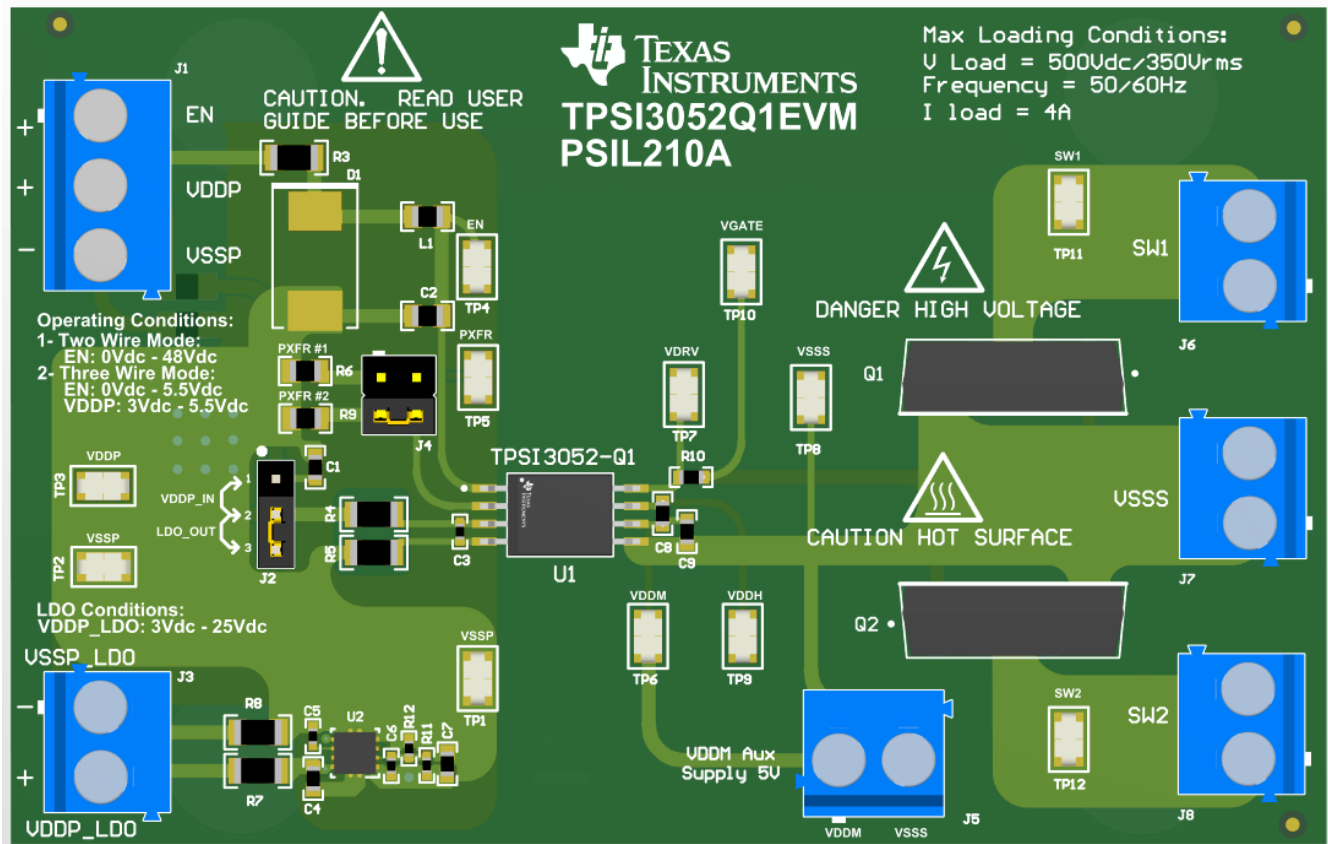 TEXAS
INSTRUMENTS
TPSI3052Q1EVM
PSIL210A
Max Loading Conditions:
V Load = 500Vdc/350Vrms
Frequency = 50/60Hz
I load = 4A
CAUTION. READ USER
GUIDE BEFORE USE
J1
EN
VDDP
VSSP
+
+
−
R3
D1
L1
C2
EN
TP4
PXFR
TP5
Operating Conditions:
1- Two Wire Mode:
EN: 0Vdc - 48Vdc
2- Three Wire Mode:
EN: 0Vdc - 5.5Vdc
VDDP: 3Vdc - 5.5Vdc
PXFR #1
R6
PXFR #2
R9
J4
VDDP
TP3
VSSP
TP2
C1
1
VDDP_IN
2
LDO_OUT
3
J2
R4
R5
C3
TPSI3052-Q1
TEXAS
INSTRUMENTS
U1
VGATE
TP10
VDRV
TP7
VSSS
TP8
R10
C8
C9
VDDM
TP6
VDDH
TP9
SW1
TP11
SW1
J6
DANGER HIGH VOLTAGE
Q1
VSSS
J7
CAUTION HOT SURFACE
Q2
SW2
TP12
SW2
J8
LDO Conditions:
VDDP_LDO: 3Vdc - 25Vdc
VSSP_LDO
J3
−
+
VDDP_LDO
R8
R7
C5
C4
U2
C6
R12
R11
C7
VSSP
TP1
VDDM Aux
Supply 5V
J5
VDDM
VSSS